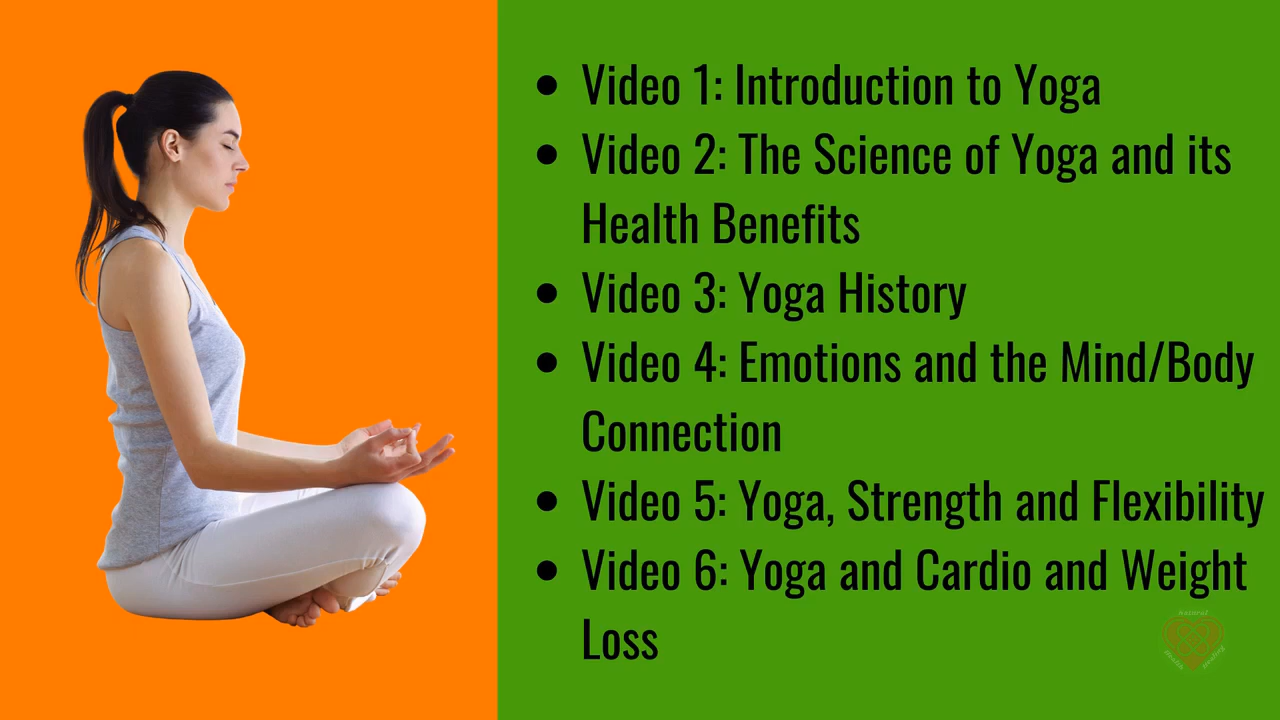 • Video 1: Introduction to Yoga
• Video 2: The Science of Yoga and its
Health Benefits
• Video 3: Yoga History
• Video 4: Emotions and the Mind/Body
Connection
• Video 5: Yoga, Strength and Flexibility
• Video 6: Yoga and Cardio and Weight
Loss